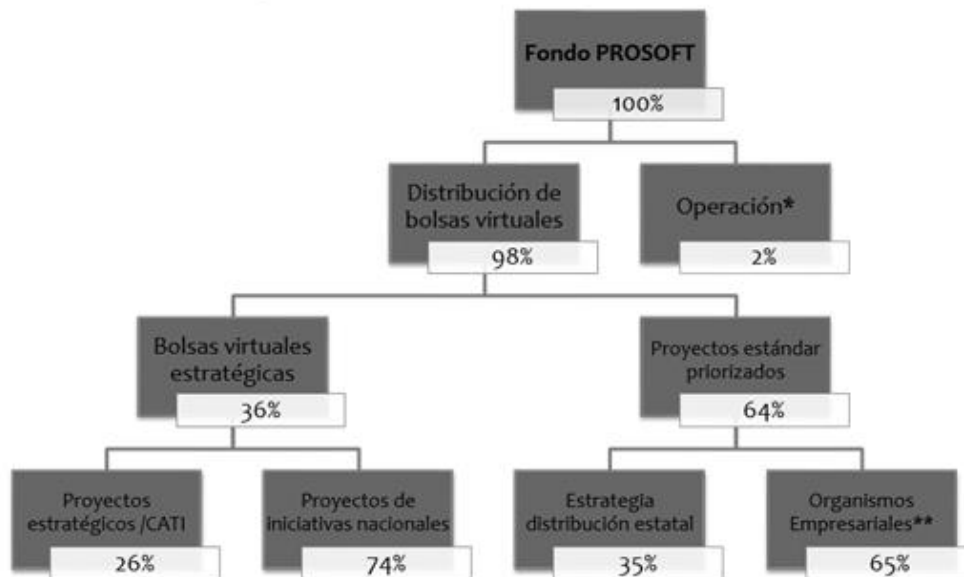 Fondo PROSOFT
100%
Distribución de
bolsas virtuales
98%
Operación*
2%
Bolsas virtuales
estratégicas
36%
Proyectos estándar
priorizados
64%
Proyectos
estratégicos /CATI
26%
Proyectos de
iniciativas nacionales
74%
Estrategia
distribución estatal
35%
Organismos
Empresariales**
65%